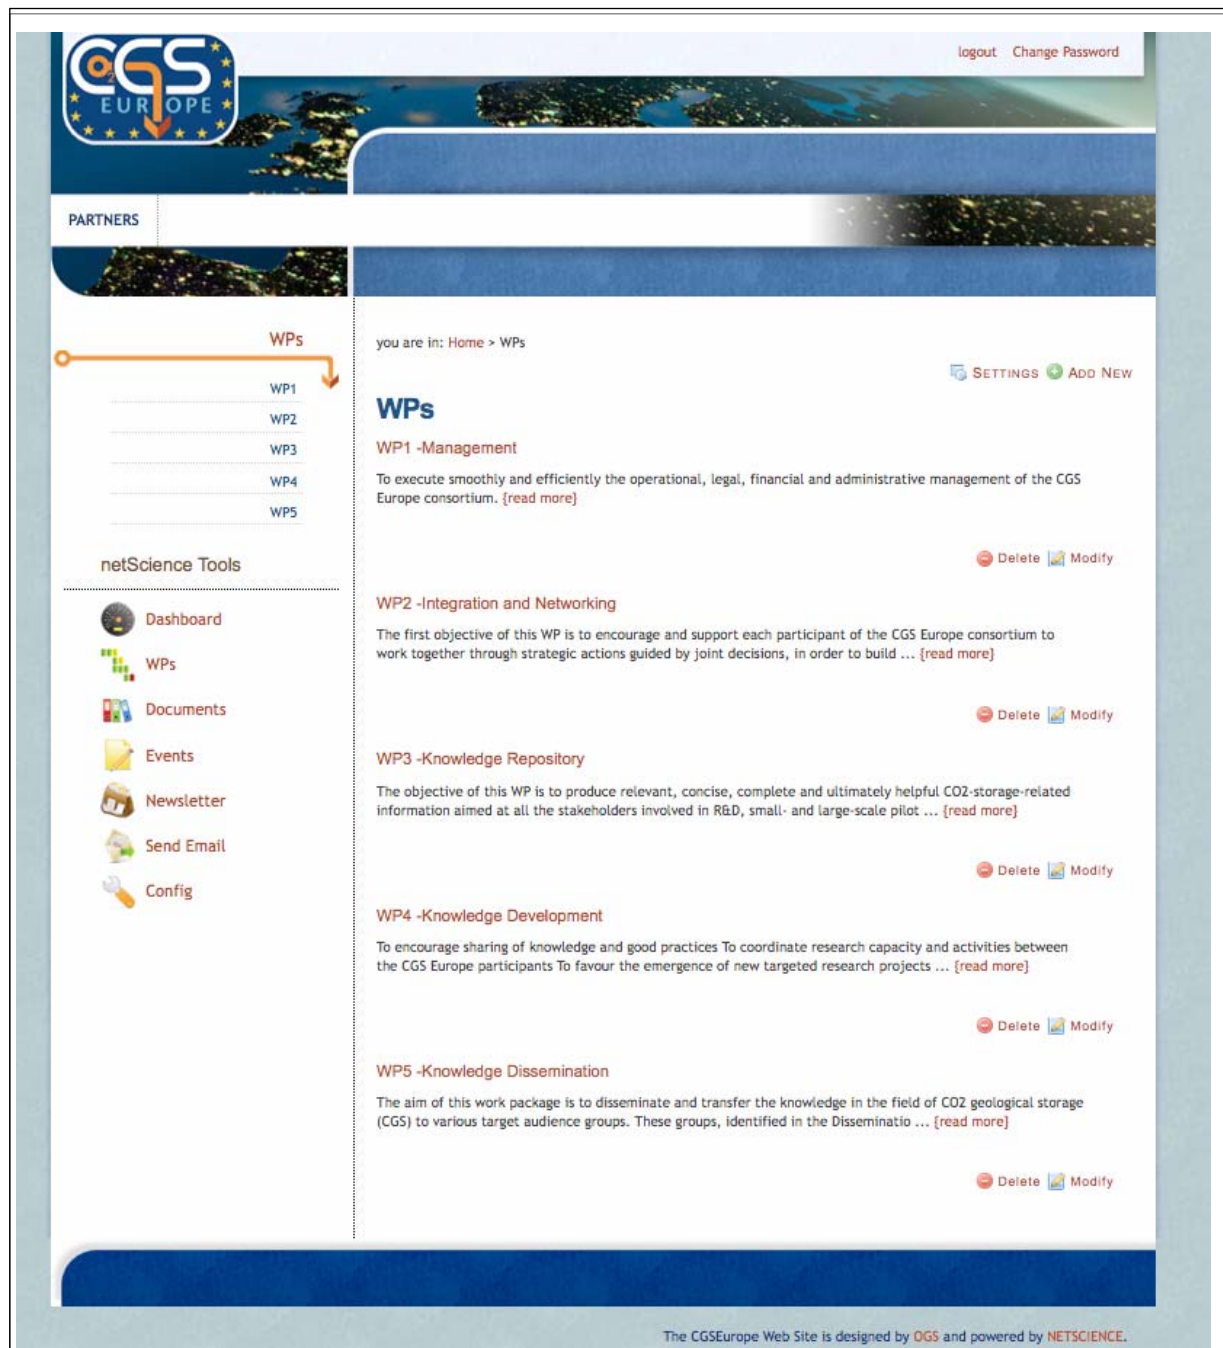 CO2GS
EUROPE
logout Change Password
PARTNERS
WPs
WP1
WP2
WP3
WP4
WP5
netScience Tools
Dashboard
WPs
Documents
Events
Newsletter
Send Email
Config
you are in: Home > WPs
SETTINGS ADD NEW
WPs
WP1 -Management
To execute smoothly and efficiently the operational, legal, financial and administrative management of the CGS
Europe consortium. {read more}
Delete Modify
WP2 -Integration and Networking
The first objective of this WP is to encourage and support each participant of the CGS Europe consortium to
work together through strategic actions guided by joint decisions, in order to build ... {read more}
Delete Modify
WP3 -Knowledge Repository
The objective of this WP is to produce relevant, concise, complete and ultimately helpful CO2-storage-related
information aimed at all the stakeholders involved in R&D, small- and large-scale pilot ... {read more}
Delete Modify
WP4 -Knowledge Development
To encourage sharing of knowledge and good practices To coordinate research capacity and activities between
the CGS Europe participants To favour the emergence of new targeted research projects ... {read more}
Delete Modify
WP5 -Knowledge Dissemination
The aim of this work package is to disseminate and transfer the knowledge in the field of CO2 geological storage
(CGS) to various target audience groups. These groups, identified in the Disseminatio ... {read more}
Delete Modify
The CGSEurope Web Site is designed by OGS and powered by NETSCIENCE.